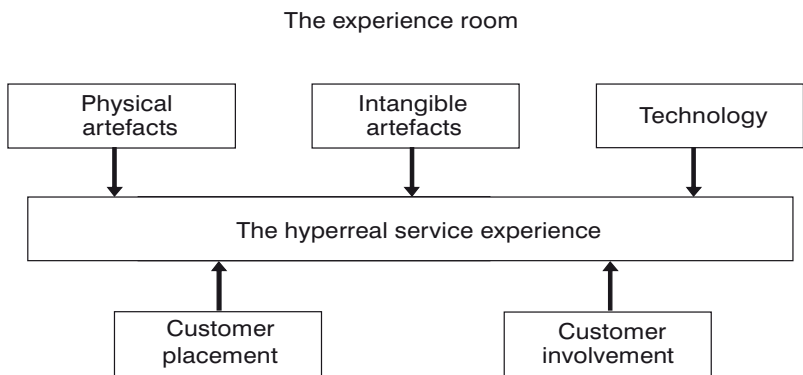 The experience room
Physical
artefacts
Intangible
artefacts
Technology
The hyperreal service experience
Customer
placement
Customer
involvement